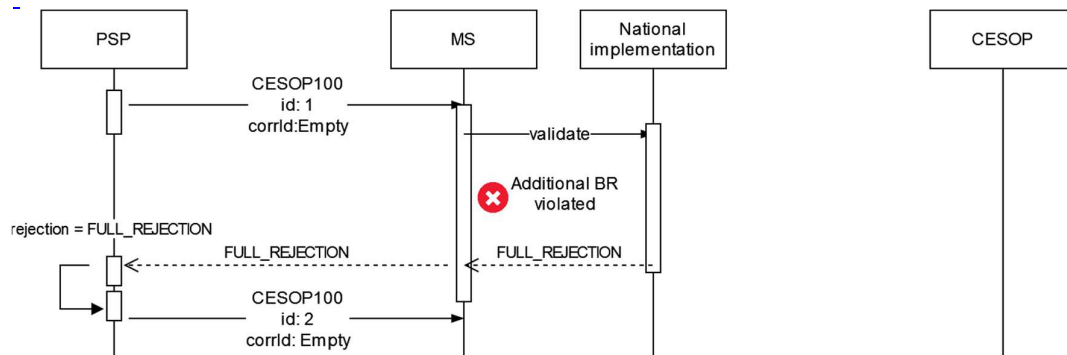 PSP
MS
National
implementation
CESOP
CESOP100
id: 1
corrId:Empty
validate
Additional BR
violated
rejection = FULL_REJECTION
FULL_REJECTION
FULL_REJECTION
CESOP100
id: 2
corrId: Empty